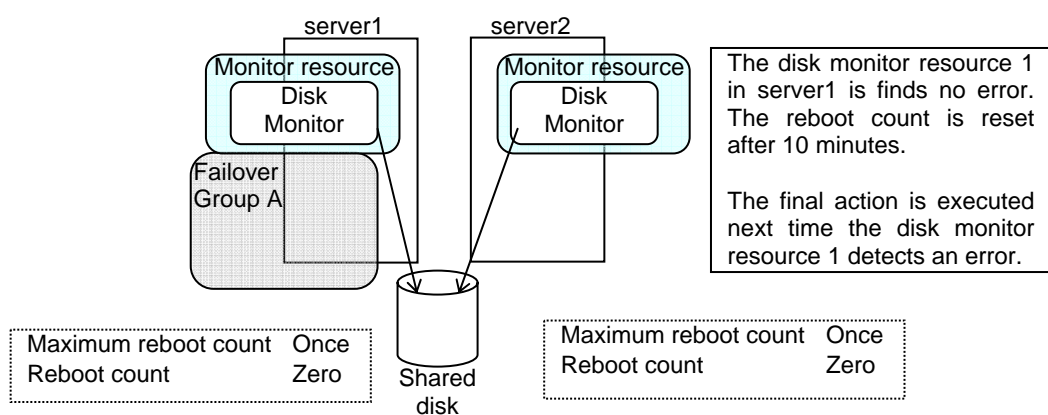 server1
server2
Monitor resource
Disk
Monitor
Monitor resource
Disk
Monitor
Failover
Group A
The disk monitor resource 1
in server1 is finds no error.
The reboot count is reset
after 10 minutes.
The final action is executed
next time the disk monitor
resource 1 detects an error.
Maximum reboot count Once
Reboot count Zero
Shared
disk
Maximum reboot count Once
Reboot count Zero